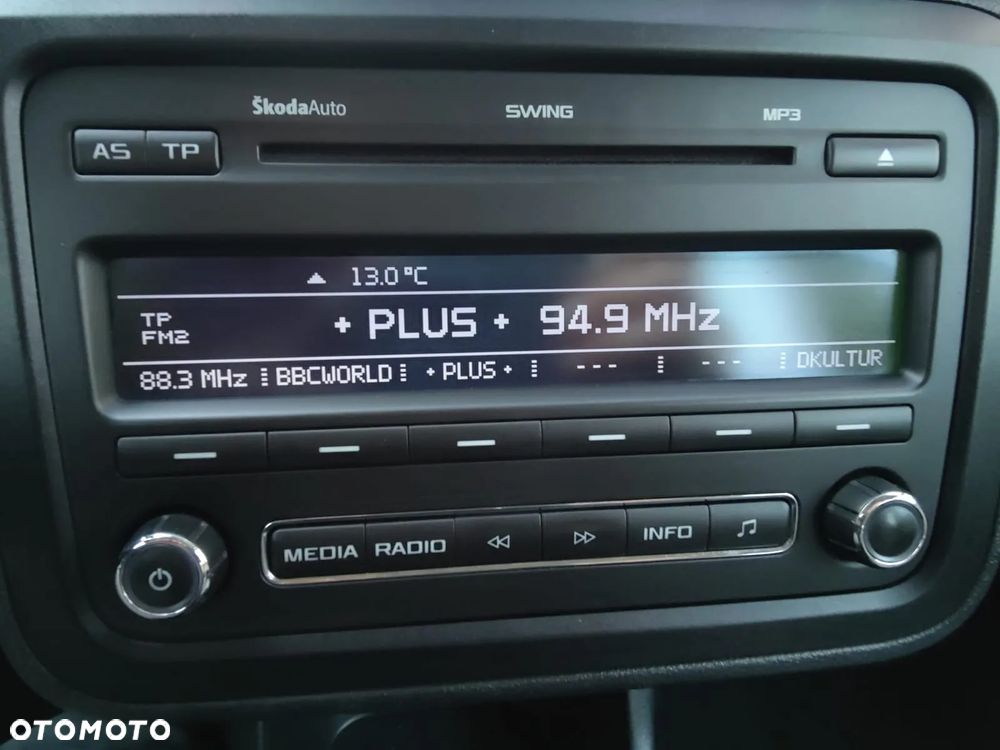 ŠkodaAuto SWING MP3
AS TP
13.0°C
TP
FM2
+ PLUS + 94.9 MHz
88.3 MHz BBCWORLD + PLUS + --- --- DKULTUR
MEDIA RADIO INFO
OTOMOTO